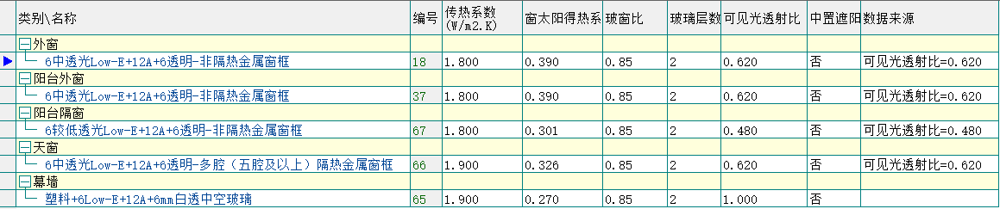 类别\名称 编号 传热系数(W/m2.K) 窗太阳得热系 玻窗比 玻璃层数 可见光透射比 中置遮阳 数据来源
外窗
6中透光Low-E+12A+6透明-非隔热金属窗框 18 1.800 0.390 0.85 2 0.620 否 可见光透射比=0.620
阳台外窗
6中透光Low-E+12A+6透明-非隔热金属窗框 37 1.800 0.390 0.85 2 0.620 否 可见光透射比=0.620
阳台隔窗
6较低透光Low-E+12A+6透明-非隔热金属窗框 67 1.800 0.301 0.85 2 0.480 否 可见光透射比=0.480
天窗
6中透光Low-E+12A+6透明-多腔（五腔及以上）隔热金属窗框 66 1.900 0.326 0.85 2 0.620 否 可见光透射比=0.620
幕墙
塑料+6Low-E+12A+6mm白透中空玻璃 65 1.900 0.270 0.85 2 1.000 否